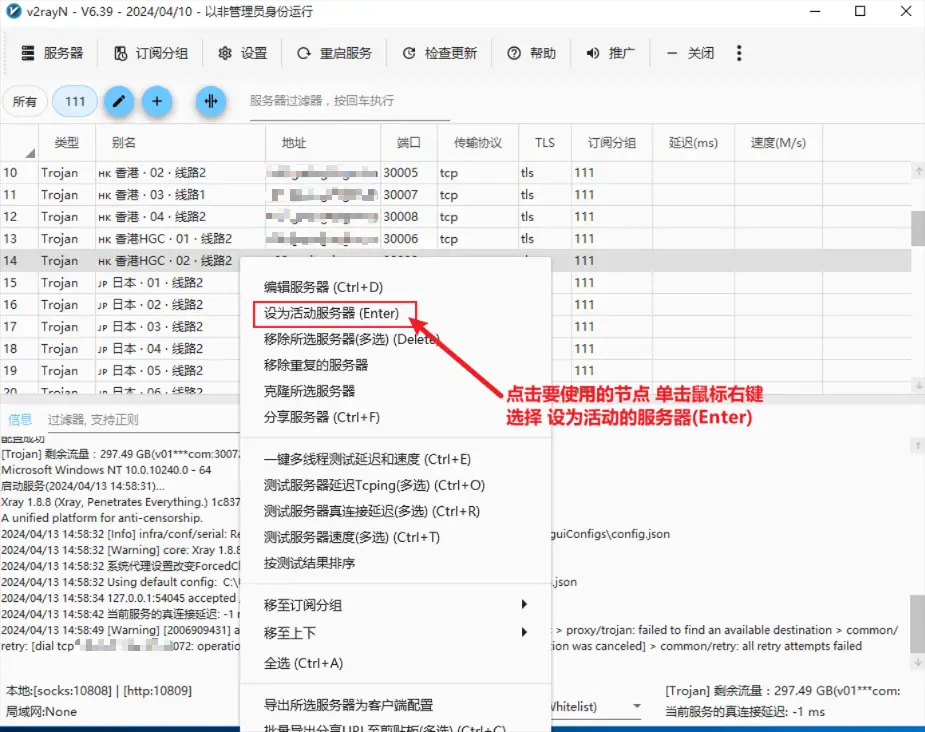 v2rayN - V6.39 - 2024/04/10 - 以非管理员身份运行
服务器 订阅分组 设置 重启服务 检查更新 帮助 推广 关闭
所有 111 服务器过滤器，按回车执行
类型 别名 地址 端口 传输协议 TLS 订阅分组 延迟(ms) 速度(M/s)
10 Trojan HK 香港 · 02 · 线路2 30005 tcp tls 111
11 Trojan HK 香港 · 03 · 线路1 30007 tcp tls 111
12 Trojan HK 香港 · 04 · 线路2 30008 tcp tls 111
13 Trojan HK 香港HGC · 01 · 线路2 30006 tcp tls 111
14 Trojan HK 香港HGC · 02 · 线路2 111
15 Trojan JP 日本 · 01 · 线路2 111
16 Trojan JP 日本 · 02 · 线路2 111
17 Trojan JP 日本 · 03 · 线路2 111
18 Trojan JP 日本 · 04 · 线路2 111
19 Trojan JP 日本 · 05 · 线路2 111
20 Trojan JP 日本 · 06 · 线路2 111
编辑服务器 (Ctrl+D)
设为活动服务器 (Enter)
移除所选服务器(多选) (Delete)
移除重复的服务器
克隆所选服务器
分享服务器 (Ctrl+F)
一键多线程测试延迟和速度 (Ctrl+E)
测试服务器延迟Tcping(多选) (Ctrl+O)
测试服务器真连接延迟(多选) (Ctrl+R)
测试服务器速度(多选) (Ctrl+T)
按测试结果排序
移至订阅分组
移至上下
全选 (Ctrl+A)
导出所选服务器为客户端配置
批量导出分享URL至剪贴板(多选) (Ctrl+C)
点击要使用的节点 单击鼠标右键
选择 设为活动的服务器(Enter)
信息 过滤器, 支持正则
配置成功
[Trojan] 剩余流量：297.49 GB(v01***com:3007
Microsoft Windows NT 10.0.10240.0 - 64
启动服务(2024/04/13 14:58:31)...
Xray 1.8.8 (Xray, Penetrates Everything.) 1c837
A unified platform for anti-censorship.
2024/04/13 14:58:32 [Info] infra/conf/serial: Re guiConfigs\config.json
2024/04/13 14:58:32 [Warning] core: Xray 1.8.8
2024/04/13 14:58:32 系统代理设置改变ForcedCl
2024/04/13 14:58:32 Using default config: C:\ .json
2024/04/13 14:58:34 127.0.0.1:54045 accepted
2024/04/13 14:58:42 当前服务的真连接延迟: -1
2024/04/13 14:58:49 [Warning] [2006909431] a > proxy/trojan: failed to find an available destination > common/
retry: [dial tcp 072: operatio ion was canceled] > common/retry: all retry attempts failed
本地:[socks:10808] | [http:10809]
局域网:None
Whitelist)
[Trojan] 剩余流量：297.49 GB(v01***com:
当前服务的真连接延迟: -1 ms